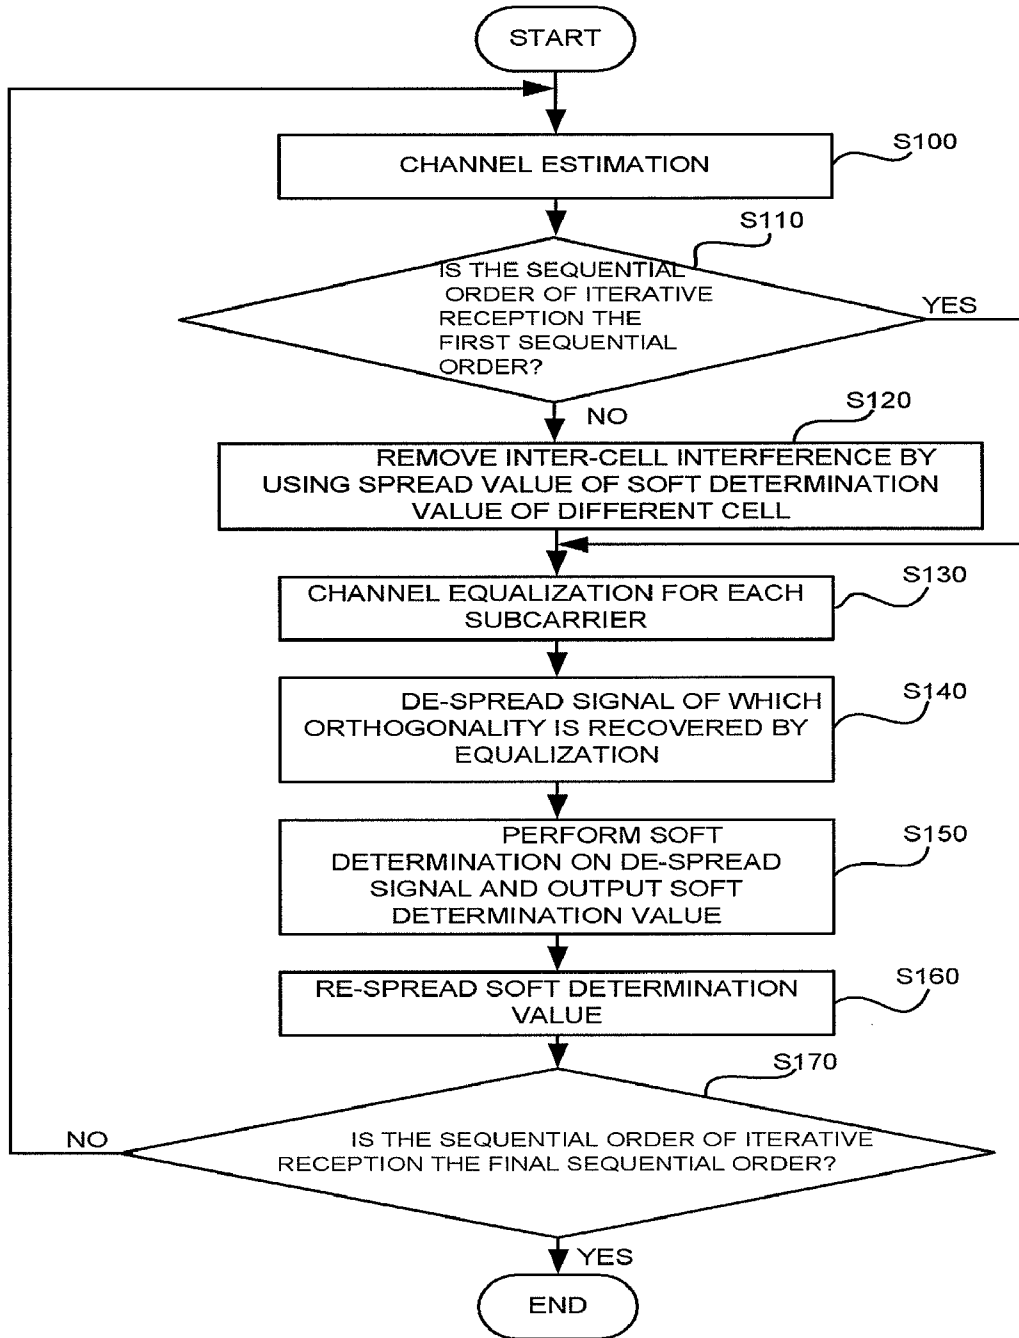 START
S100
CHANNEL ESTIMATION
S110
IS THE SEQUENTIAL
ORDER OF ITERATIVE
RECEPTION THE
FIRST SEQUENTIAL
ORDER?
YES
NO
S120
REMOVE INTER-CELL INTERFERENCE BY
USING SPREAD VALUE OF SOFT DETERMINATION
VALUE OF DIFFERENT CELL
S130
CHANNEL EQUALIZATION FOR EACH
SUBCARRIER
S140
DE-SPREAD SIGNAL OF WHICH
ORTHOGONALITY IS RECOVERED BY
EQUALIZATION
S150
PERFORM SOFT
DETERMINATION ON DE-SPREAD
SIGNAL AND OUTPUT SOFT
DETERMINATION VALUE
S160
RE-SPREAD SOFT DETERMINATION
VALUE
S170
NO
IS THE SEQUENTIAL ORDER OF ITERATIVE
RECEPTION THE FINAL SEQUENTIAL ORDER?
YES
END